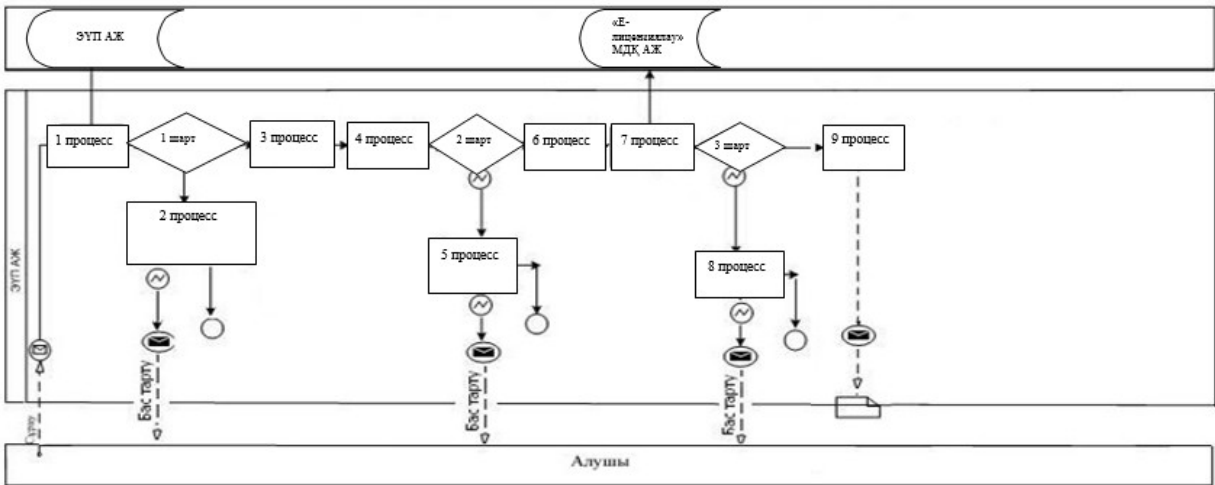 ЭҮП АЖ
«Е-
лицензиялау»
МДҚ АЖ
1 процесс
1 шарт
3 процесс
4 процесс
2 шарт
6 процесс
7 процесс
3 шарт
9 процесс
2 процесс
5 процесс
8 процесс
ЭҮП АЖ
Бас тарту
Бас тарту
Бас тарту
Сұрау
Алушы